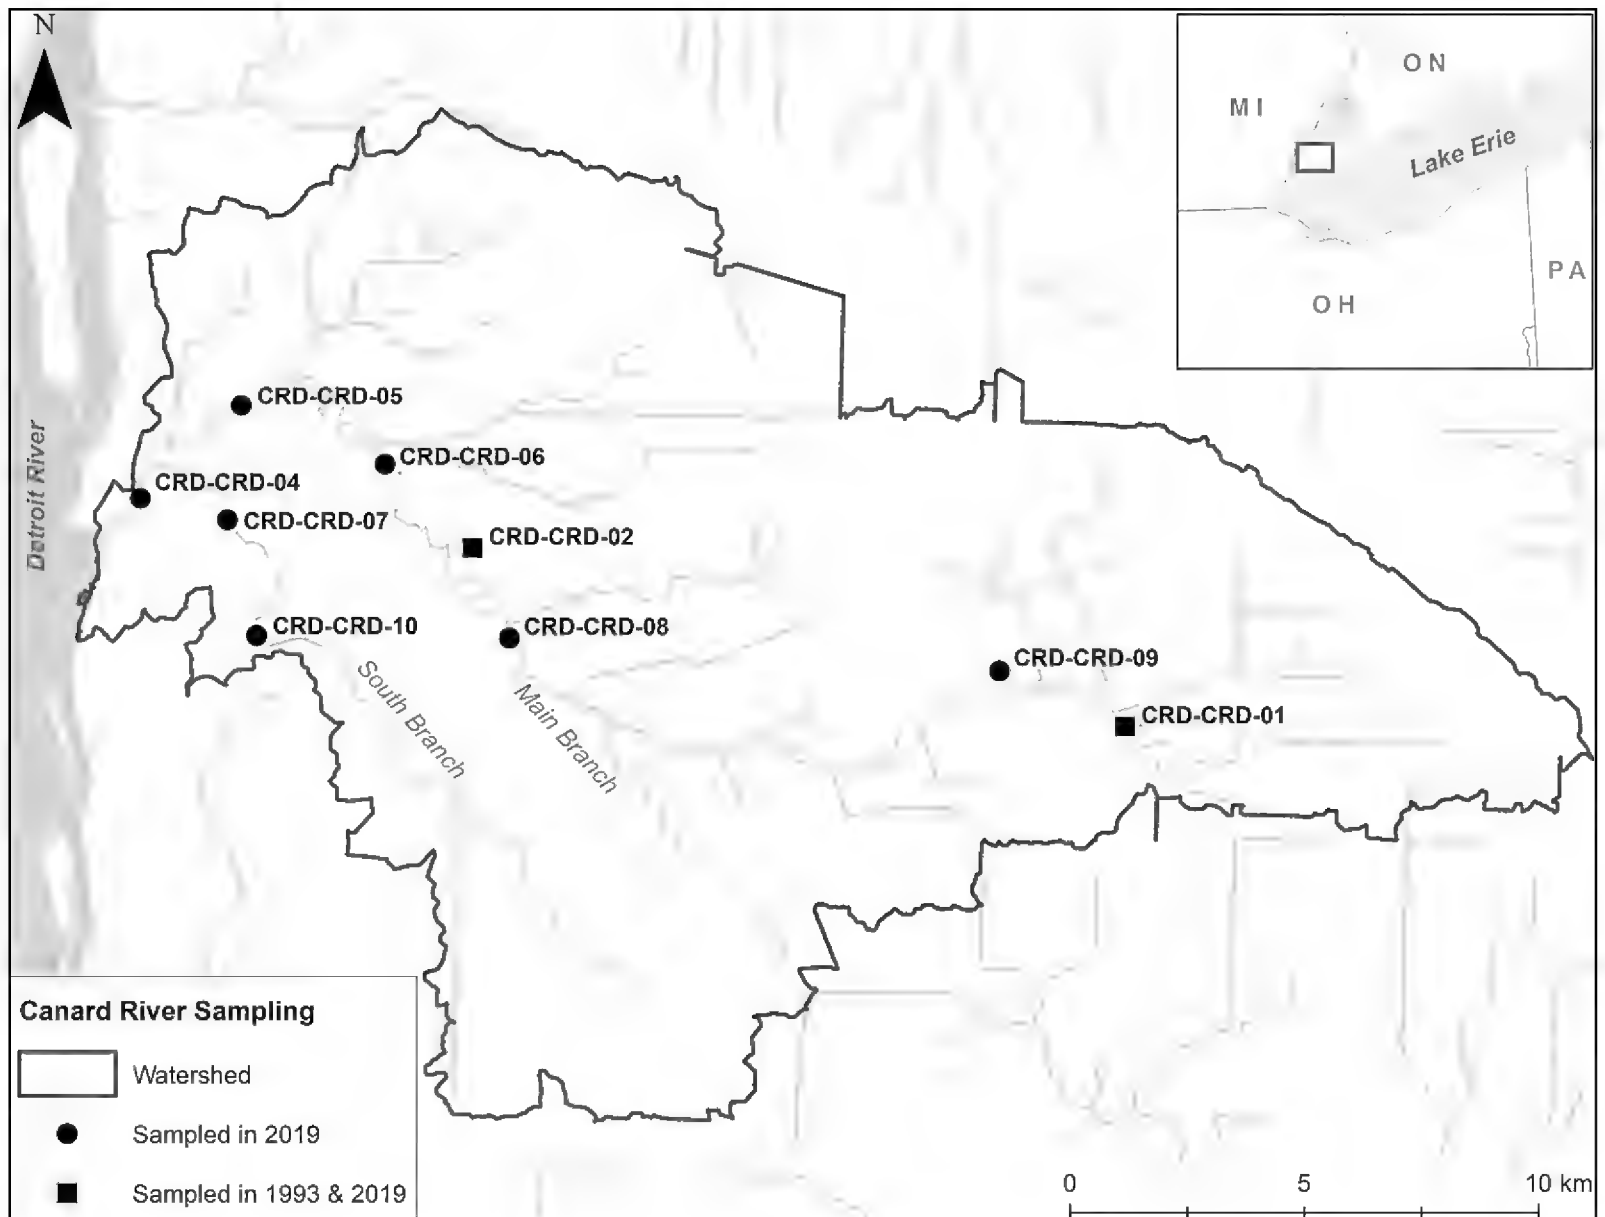 N
ON
MI
Lake Erie
PA
OH
CRD-CRD-05
CRD-CRD-06
CRD-CRD-04
CRD-CRD-07
CRD-CRD-02
Detroit River
CRD-CRD-10
CRD-CRD-08
CRD-CRD-09
South Branch
Main Branch
CRD-CRD-01
Canard River Sampling
Watershed
Sampled in 2019
Sampled in 1993 & 2019
0 5 10 km